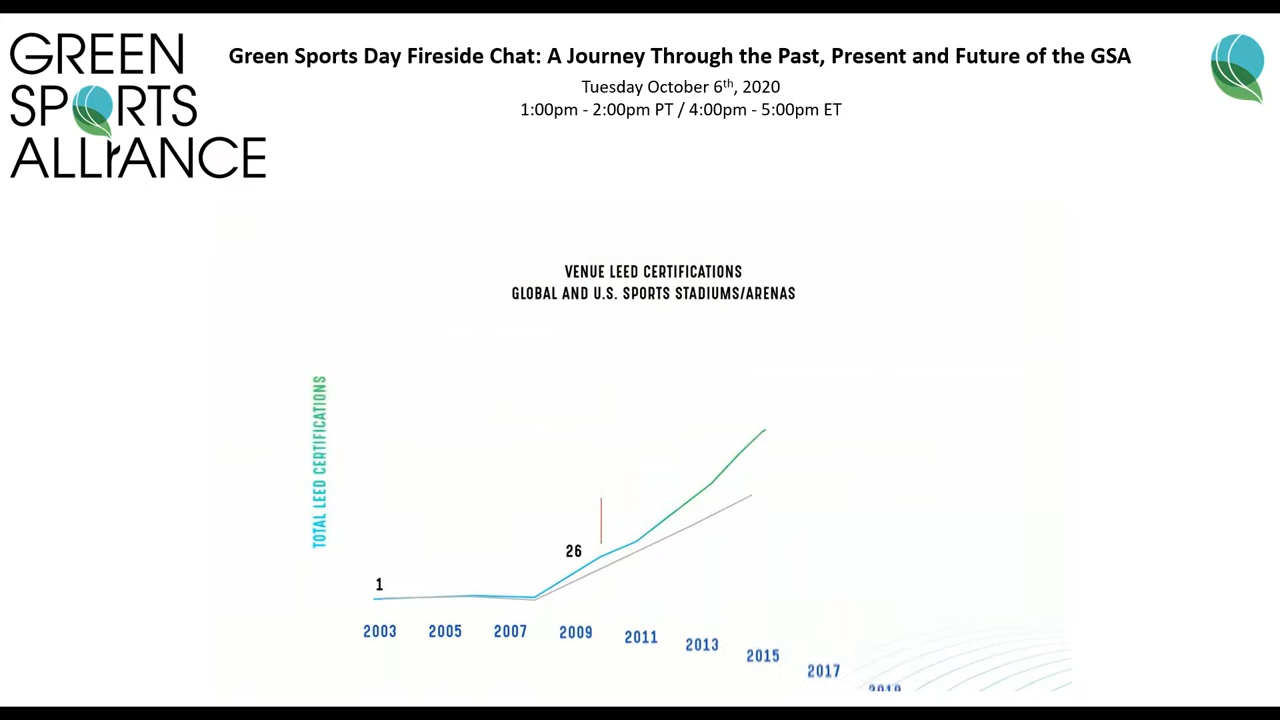 GREEN
SPORTS
ALLIANCE
Green Sports Day Fireside Chat: A Journey Through the Past, Present and Future of the GSA
Tuesday October 6th, 2020
1:00pm - 2:00pm PT / 4:00pm - 5:00pm ET
VENUE LEED CERTIFICATIONS
GLOBAL AND U.S. SPORTS STADIUMS/ARENAS
TOTAL LEED CERTIFICATIONS
26
1
2003 2005 2007 2009 2011 2013 2015 2017